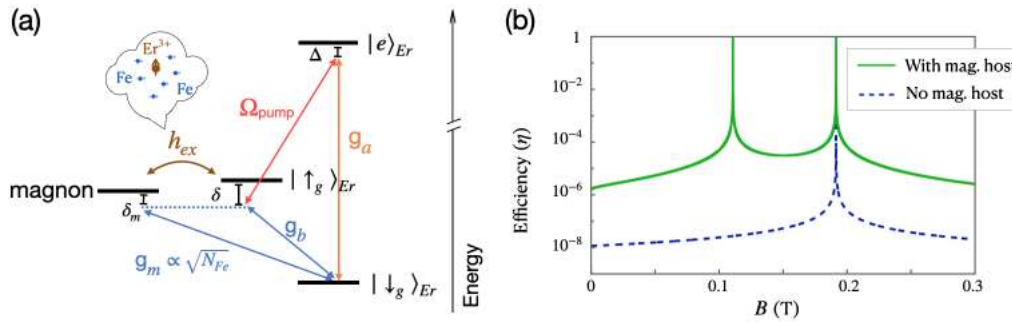 (a)
|e⟩Er
Δ
Er³⁺
Fe
Fe
Ωpump
hex
ga
magnon
|↑g⟩Er
δm
δ
gb
gm ∝ √NFe
|↓g⟩Er
Energy
(b)
Efficiency (η)
1
10⁻²
10⁻⁴
10⁻⁶
10⁻⁸
With mag. host
No mag. host
0
0.1
0.2
0.3
B (T)